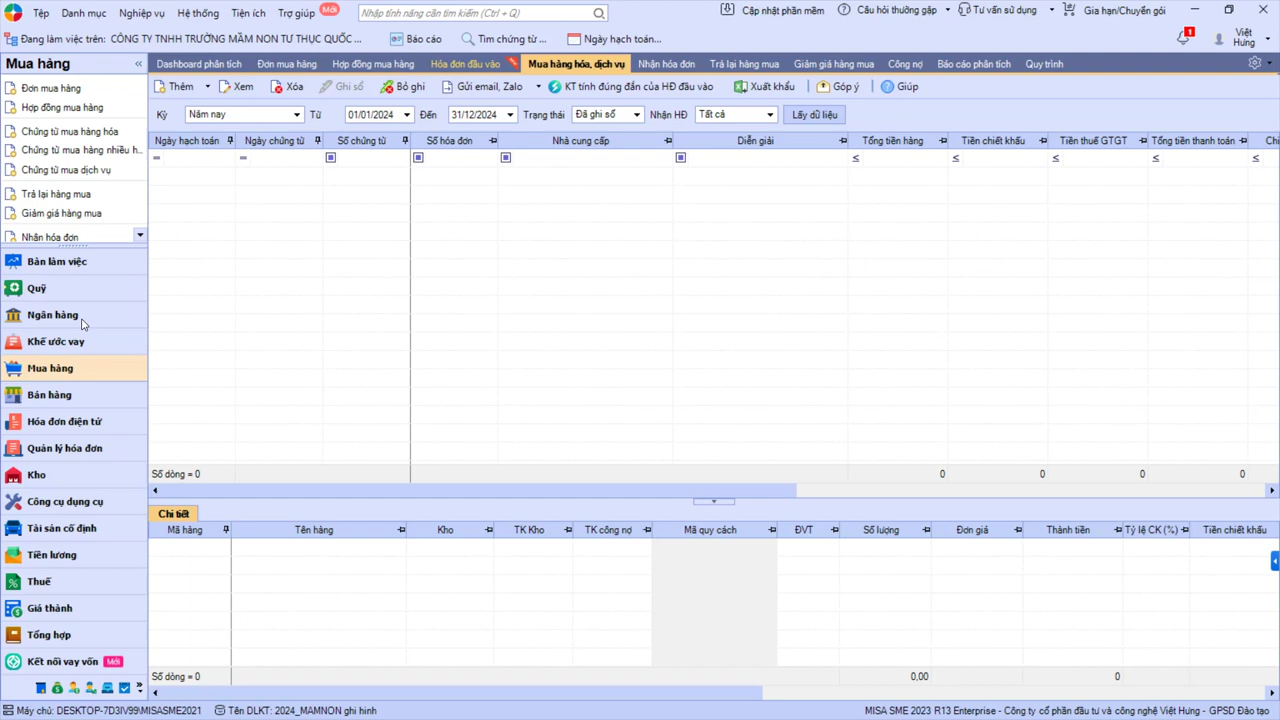 Tệp Danh mục Nghiệp vụ Hệ thống Tiện ích Trợ giúp Mới Nhập tính năng cần tìm kiếm (Ctrl + Q) Cập nhật phần mềm Câu hỏi thường gặp Tư vấn sử dụng Gia hạn/Chuyển gói
Đang làm việc trên: CÔNG TY TNHH TRƯỜNG MẦM NON TƯ THỤC QUỐC ... Báo cáo Tìm chứng từ ... Ngày hạch toán... 1 Việt Hưng
Mua hàng «
Dashboard phân tích Đơn mua hàng Hợp đồng mua hàng Hóa đơn đầu vào Mua hàng hóa, dịch vụ Nhận hóa đơn Trả lại hàng mua Giảm giá hàng mua Công nợ Báo cáo phân tích Quy trình
Thêm Xem Xóa Ghi sổ Bỏ ghi Gửi email, Zalo KT tính đúng đắn của HĐ đầu vào Xuất khẩu Góp ý Giúp
Kỳ Năm nay Từ 01/01/2024 Đến 31/12/2024 Trạng thái Đã ghi sổ Nhận HĐ Tất cả Lấy dữ liệu
Ngày hạch toán Ngày chứng từ Số chứng từ Số hóa đơn Nhà cung cấp Diễn giải Tổng tiền hàng Tiền chiết khấu Tiền thuế GTGT Tổng tiền thanh toán Chi
= = ≤ ≤ ≤ ≤ ≤
Đơn mua hàng
Hợp đồng mua hàng
Chứng từ mua hàng hóa
Chứng từ mua hàng nhiều h...
Chứng từ mua dịch vụ
Trả lại hàng mua
Giảm giá hàng mua
Nhận hóa đơn
Bàn làm việc
Quỹ
Ngân hàng
Khế ước vay
Mua hàng
Bán hàng
Hóa đơn điện tử
Quản lý hóa đơn
Kho
Công cụ dụng cụ
Tài sản cố định
Tiền lương
Thuế
Giá thành
Tổng hợp
Kết nối vay vốn Mới
Số dòng = 0 0 0 0 0
Chi tiết
Mã hàng Tên hàng Kho TK Kho TK công nợ Mã quy cách ĐVT Số lượng Đơn giá Thành tiền Tỷ lệ CK (%) Tiền chiết khấu
Số dòng = 0 0,00 0
Máy chủ: DESKTOP-7D3IV99\MISASME2021 Tên DLKT: 2024_MAMNON ghi hinh MISA SME 2023 R13 Enterprise - Công ty cổ phần đầu tư và công nghệ Việt Hưng - GPSD Đào tạo